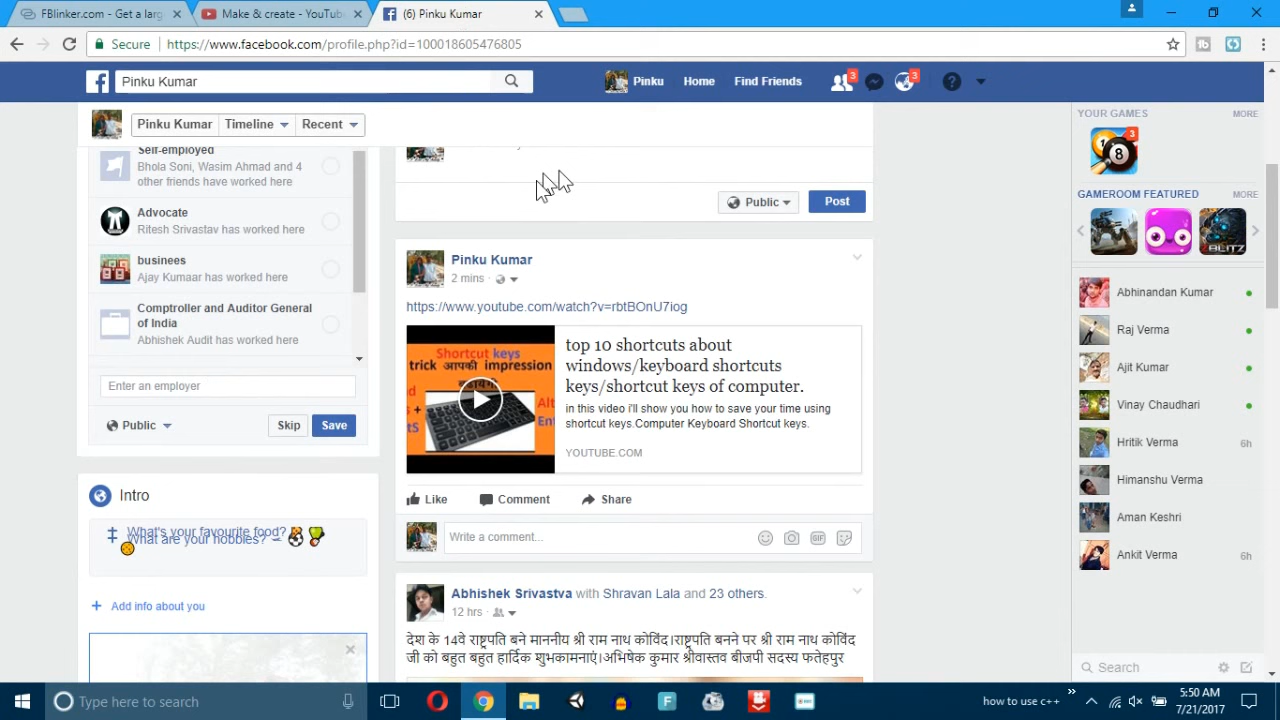 FBlinker.com - Get a larg
Make & create - YouTub
(6) Pinku Kumar
Secure
https://www.facebook.com/profile.php?id=100018605476805
Pinku Kumar
Pinku
Home
Find Friends
3
3
Pinku Kumar
Timeline
Recent
Self-employed
Bhola Soni, Wasim Ahmad and 4
other friends have worked here
Advocate
Ritesh Srivastav has worked here
businees
Ajay Kumaar has worked here
Comptroller and Auditor General
of India
Abhishek Audit has worked here
Enter an employer
Public
Skip
Save
Intro
What's your favourite food?
What are your hobbies?
Add info about you
Public
Post
Pinku Kumar
2 mins
https://www.youtube.com/watch?v=rbtBOnU7iog
Shortcut keys
trick आपकी impression
बढ़ायेगी
Alt
Ent
top 10 shortcuts about
windows/keyboard shortcuts
keys/shortcut keys of computer.
in this video i'll show you how to save your time using
shortcut keys.Computer Keyboard Shortcut keys.
YOUTUBE.COM
Like
Comment
Share
Write a comment...
GIF
Abhishek Srivastva with Shravan Lala and 23 others.
12 hrs
देश के 14वे राष्ट्रपति बने माननीय श्री राम नाथ कोविंद।राष्ट्रपति बनने पर श्री राम नाथ कोविंद
जी को बहुत बहुत हार्दिक शुभकामनाएं।अभिषेक कुमार श्रीवास्तव बीजपी सदस्य फतेहपुर
YOUR GAMES
MORE
3
8
GAMEROOM FEATURED
MORE
BLITZ
Abhinandan Kumar
Raj Verma
Ajit Kumar
Vinay Chaudhari
Hritik Verma
6h
Himanshu Verma
Aman Keshri
Ankit Verma
6h
Search
Type here to search
how to use c++
5:50 AM
7/21/2017